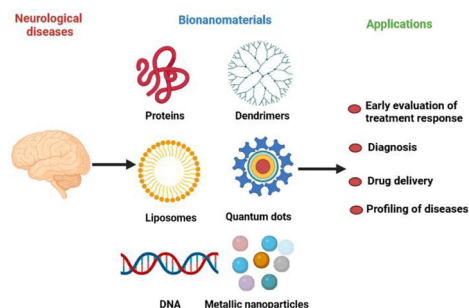 Neurological
diseases
Bionanomaterials
Applications
Proteins
Dendrimers
Liposomes
Quantum dots
DNA
Metallic nanoparticles
Early evaluation of
treatment response
Diagnosis
Drug delivery
Profiling of diseases